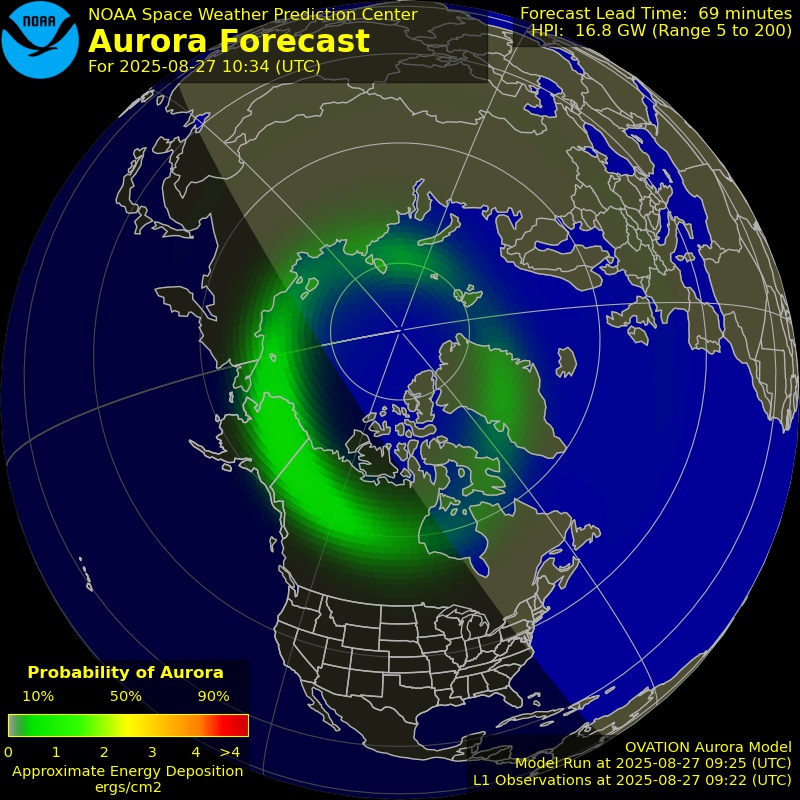 NOAA
NOAA Space Weather Prediction Center
Aurora Forecast
For 2025-08-27 10:34 (UTC)
Forecast Lead Time:  69 minutes
HPI:  16.8 GW (Range 5 to 200)
Probability of Aurora
10% 50% 90%
0 1 2 3 4 >4
Approximate Energy Deposition
ergs/cm2
OVATION Aurora Model
Model Run at 2025-08-27 09:25 (UTC)
L1 Observations at 2025-08-27 09:22 (UTC)